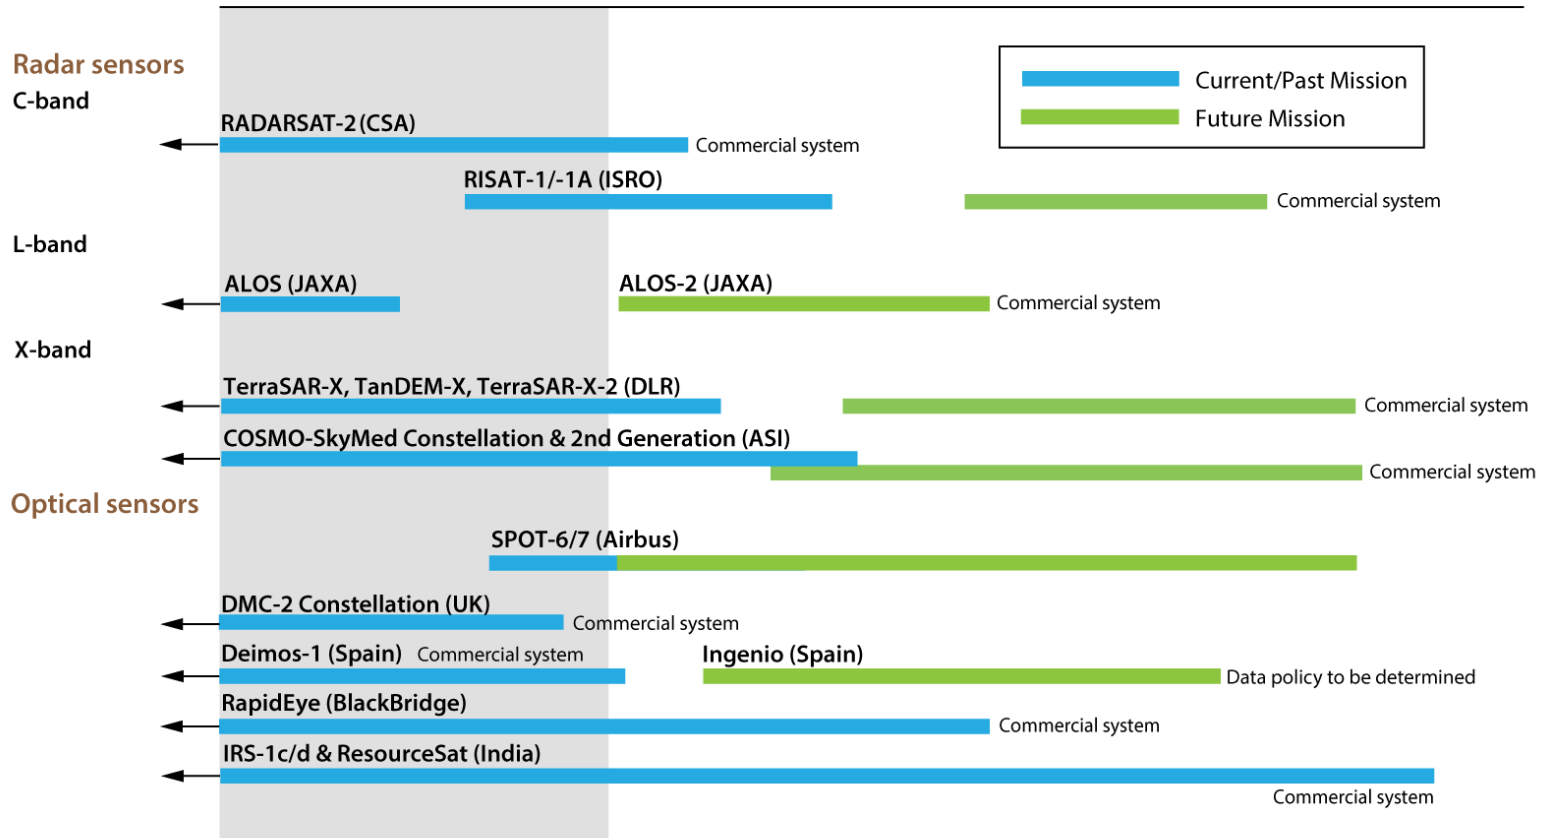 Radar sensors
Current/Past Mission
C-band
Future Mission
RADARSAT-2 (CSA)
Commercial system
RISAT-1/-1A (ISRO)
Commercial system
L-band
ALOS (JAXA)
ALOS-2 (JAXA)
Commercial system
X-band
TerraSAR-X, TanDEM-X, TerraSAR-X-2 (DLR)
Commercial system
COSMO-SkyMed Constellation & 2nd Generation (ASI)
Commercial system
Optical sensors
SPOT-6/7 (Airbus)
DMC-2 Constellation (UK)
Commercial system
Deimos-1 (Spain) Commercial system
Ingenio (Spain)
Data policy to be determined
RapidEye (BlackBridge)
Commercial system
IRS-1c/d & ResourceSat (India)
Commercial system